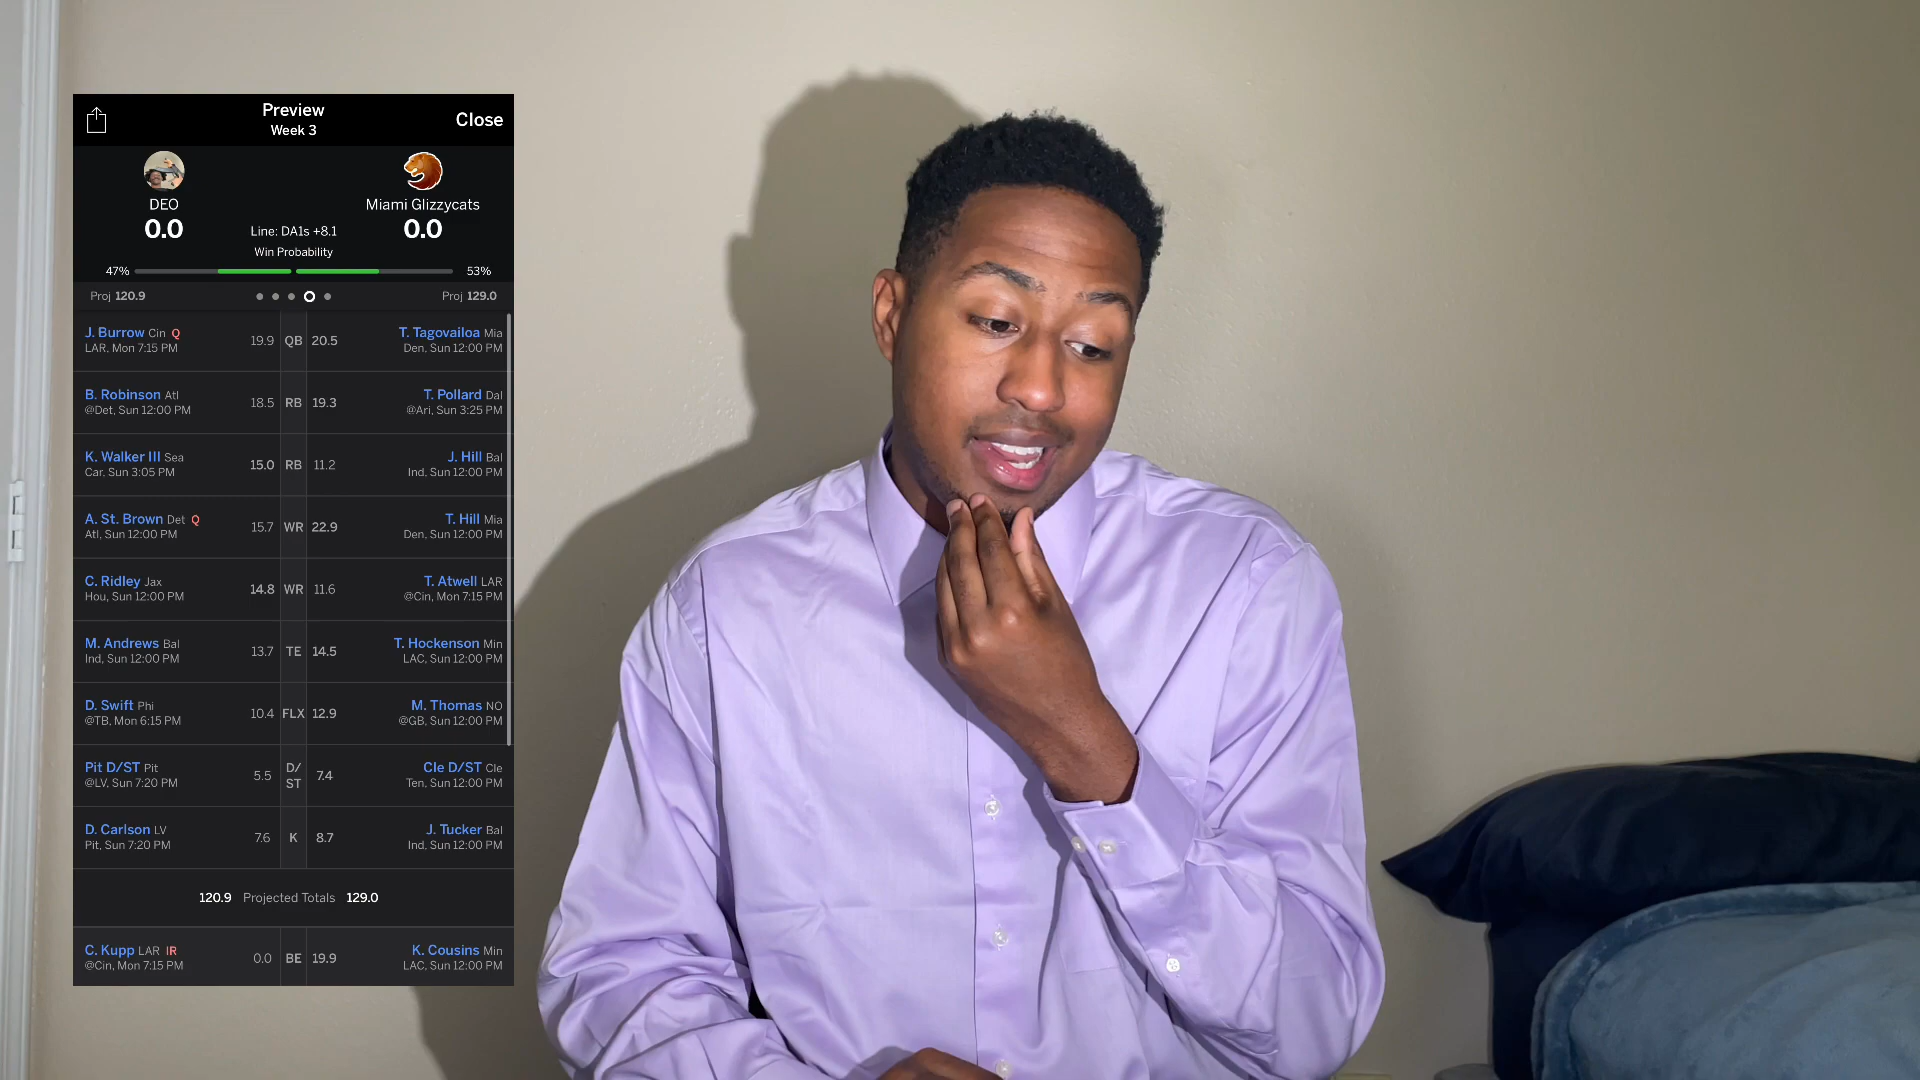 Preview
Week 3
Close
DEO
Miami Glizzycats
0.0
Line: DA1s +8.1
0.0
Win Probability
47%
53%
Proj 120.9
Proj 129.0
J. Burrow Cin Q
LAR, Mon 7:15 PM
19.9 QB 20.5
T. Tagovailoa Mia
Den, Sun 12:00 PM
B. Robinson Atl
@Det, Sun 12:00 PM
18.5 RB 19.3
T. Pollard Dal
@Ari, Sun 3:25 PM
K. Walker III Sea
Car, Sun 3:05 PM
15.0 RB 11.2
J. Hill Bal
Ind, Sun 12:00 PM
A. St. Brown Det Q
Atl, Sun 12:00 PM
15.7 WR 22.9
T. Hill Mia
Den, Sun 12:00 PM
C. Ridley Jax
Hou, Sun 12:00 PM
14.8 WR 11.6
T. Atwell LAR
@Cin, Mon 7:15 PM
M. Andrews Bal
Ind, Sun 12:00 PM
13.7 TE 14.5
T. Hockenson Min
LAC, Sun 12:00 PM
D. Swift Phi
@TB, Mon 6:15 PM
10.4 FLX 12.9
M. Thomas NO
@GB, Sun 12:00 PM
Pit D/ST Pit
@LV, Sun 7:20 PM
5.5 D/ST 7.4
Cle D/ST Cle
Ten, Sun 12:00 PM
D. Carlson LV
Pit, Sun 7:20 PM
7.6 K 8.7
J. Tucker Bal
Ind, Sun 12:00 PM
120.9 Projected Totals 129.0
C. Kupp LAR IR
@Cin, Mon 7:15 PM
0.0 BE 19.9
K. Cousins Min
LAC, Sun 12:00 PM